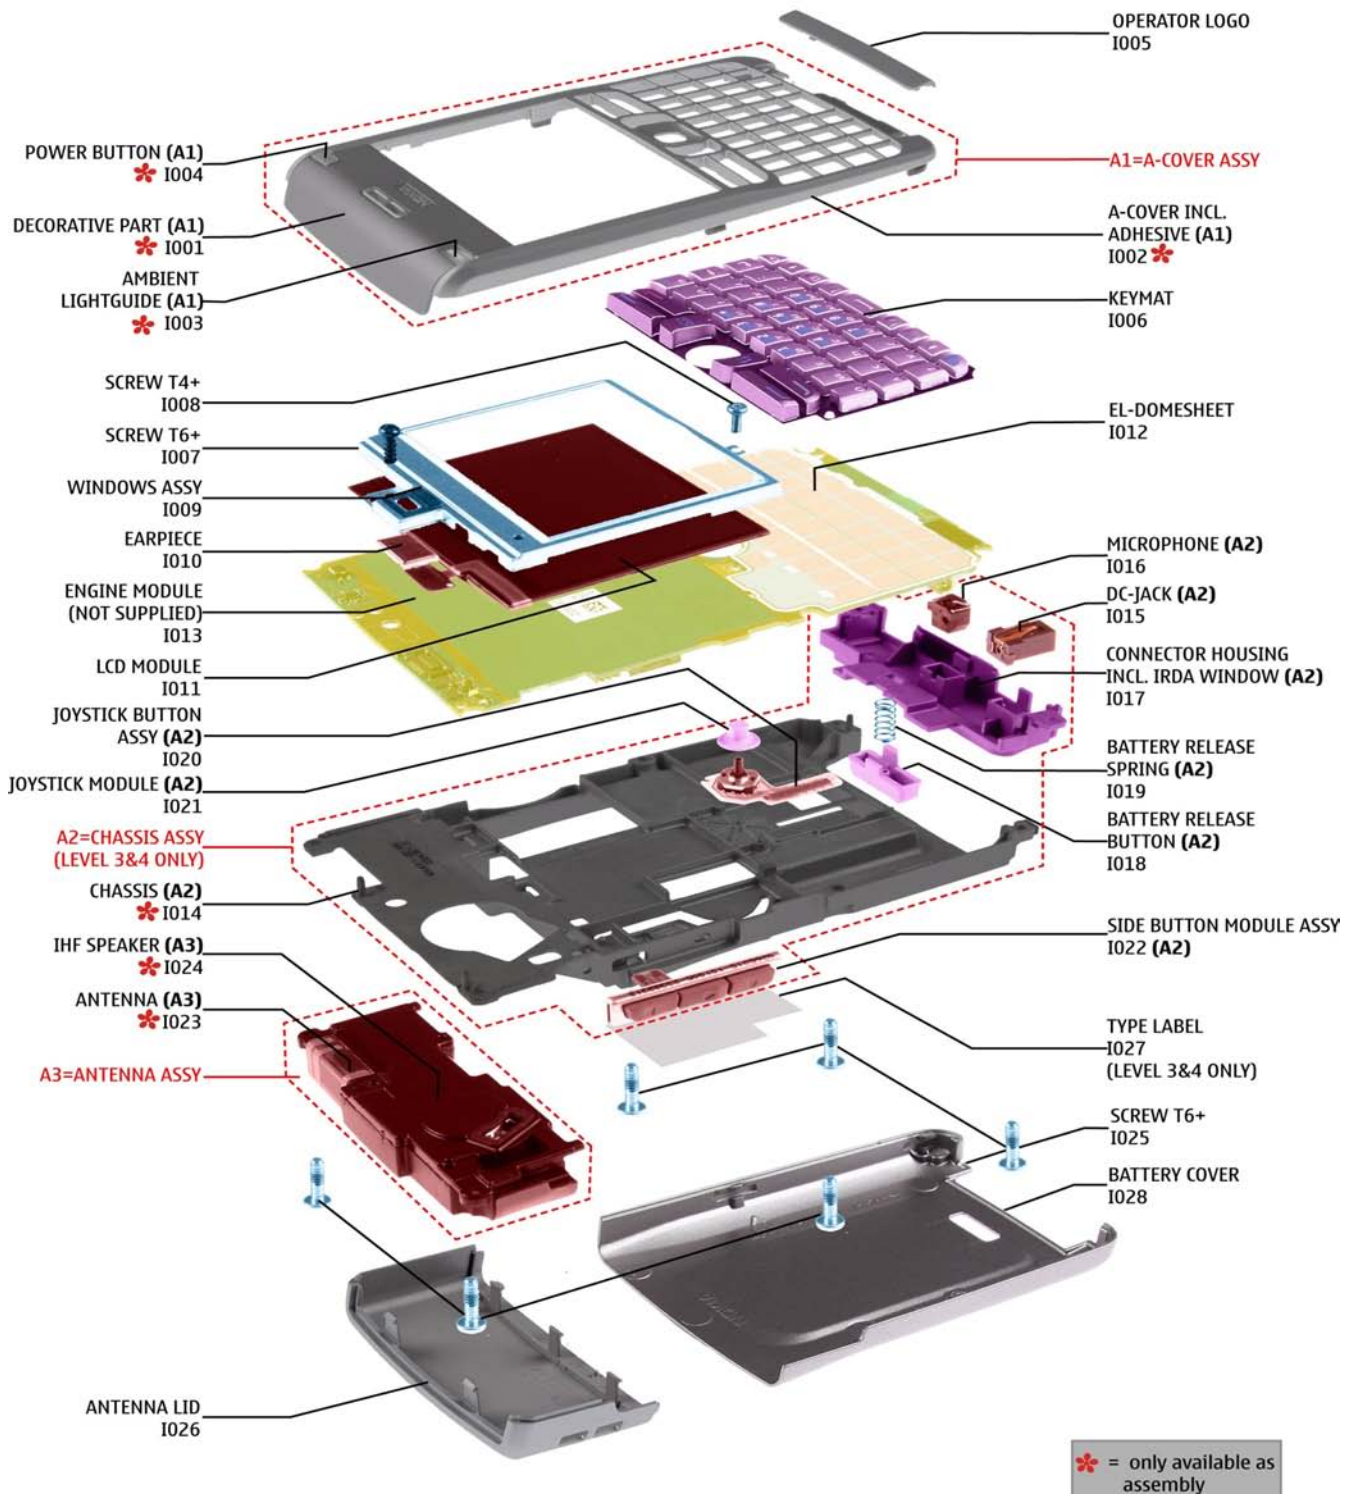 OPERATOR LOGO
I005
POWER BUTTON (A1)
* I004
A1=A-COVER ASSY
DECORATIVE PART (A1)
* I001
A-COVER INCL.
ADHESIVE (A1)
I002 *
AMBIENT
LIGHTGUIDE (A1)
* I003
KEYMAT
I006
SCREW T4+
I008
EL-DOMESHEET
I012
SCREW T6+
I007
WINDOWS ASSY
I009
EARPIECE
I010
MICROPHONE (A2)
I016
ENGINE MODULE
(NOT SUPPLIED)
I013
DC-JACK (A2)
I015
LCD MODULE
I011
CONNECTOR HOUSING
INCL. IRDA WINDOW (A2)
I017
JOYSTICK BUTTON
ASSY (A2)
I020
BATTERY RELEASE
SPRING (A2)
I019
JOYSTICK MODULE (A2)
I021
BATTERY RELEASE
BUTTON (A2)
I018
A2=CHASSIS ASSY
(LEVEL 3&4 ONLY)
CHASSIS (A2)
* I014
SIDE BUTTON MODULE ASSY
I022 (A2)
IHF SPEAKER (A3)
* I024
ANTENNA (A3)
* I023
TYPE LABEL
I027
(LEVEL 3&4 ONLY)
A3=ANTENNA ASSY
SCREW T6+
I025
BATTERY COVER
I028
NOKIA
ANTENNA LID
I026
* = only available as
assembly